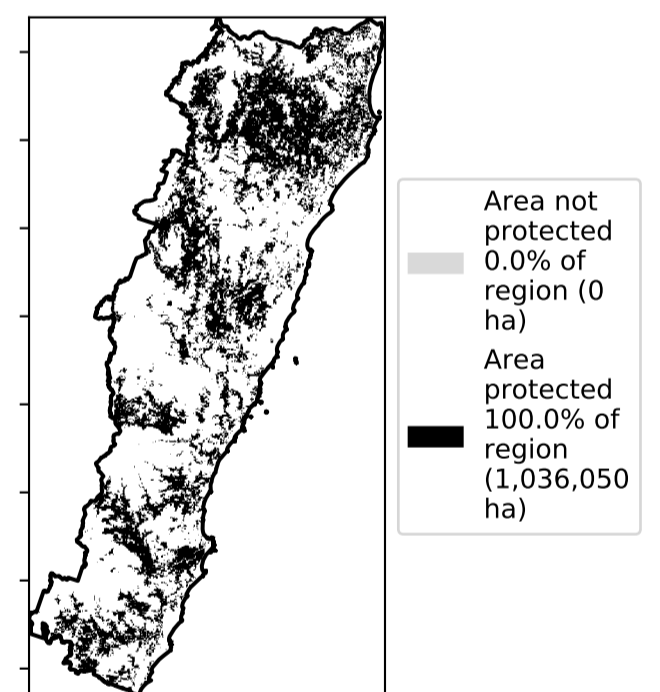 Area not
protected
0.0% of
region (0
ha)
Area
protected
100.0% of
region
(1,036,050
ha)